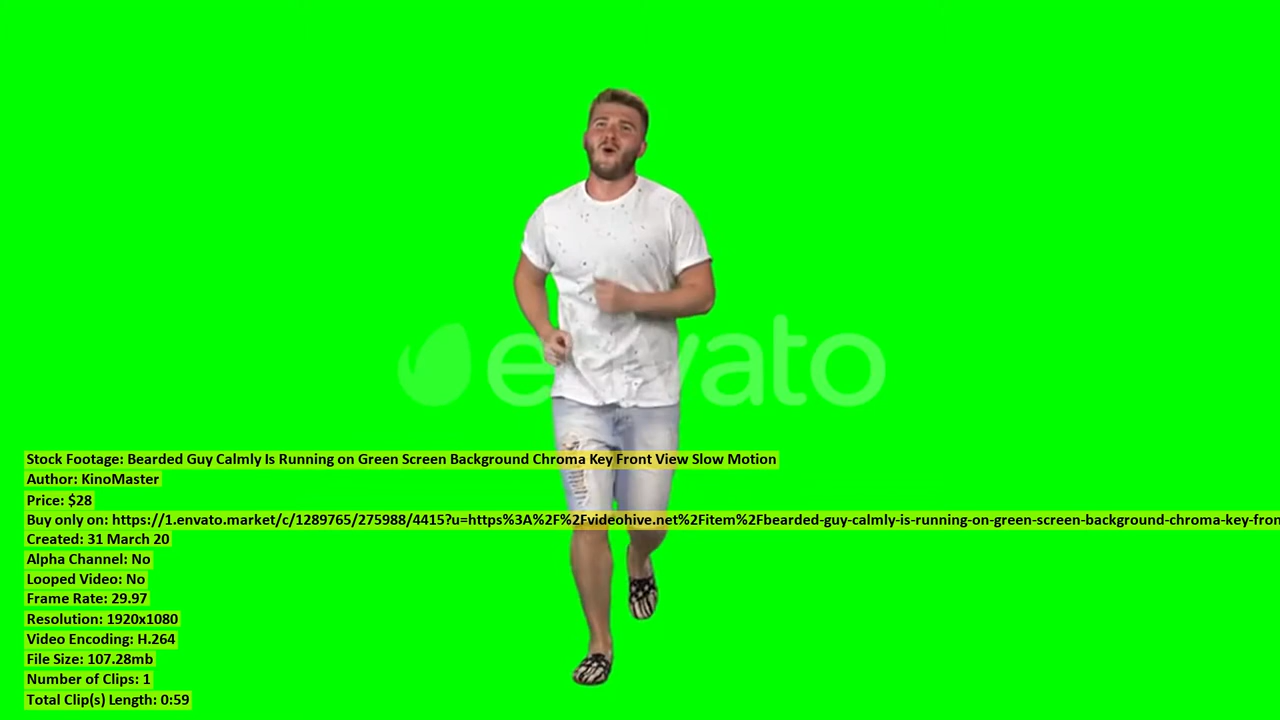 envato
Stock Footage: Bearded Guy Calmly Is Running on Green Screen Background Chroma Key Front View Slow Motion
Author: KinoMaster
Price: $28
Buy only on: https://1.envato.market/c/1289765/275988/4415?u=https%3A%2F%2Fvideohive.net%2Fitem%2Fbearded-guy-calmly-is-running-on-green-screen-background-chroma-key-fron
Created: 31 March 20
Alpha Channel: No
Looped Video: No
Frame Rate: 29.97
Resolution: 1920x1080
Video Encoding: H.264
File Size: 107.28mb
Number of Clips: 1
Total Clip(s) Length: 0:59